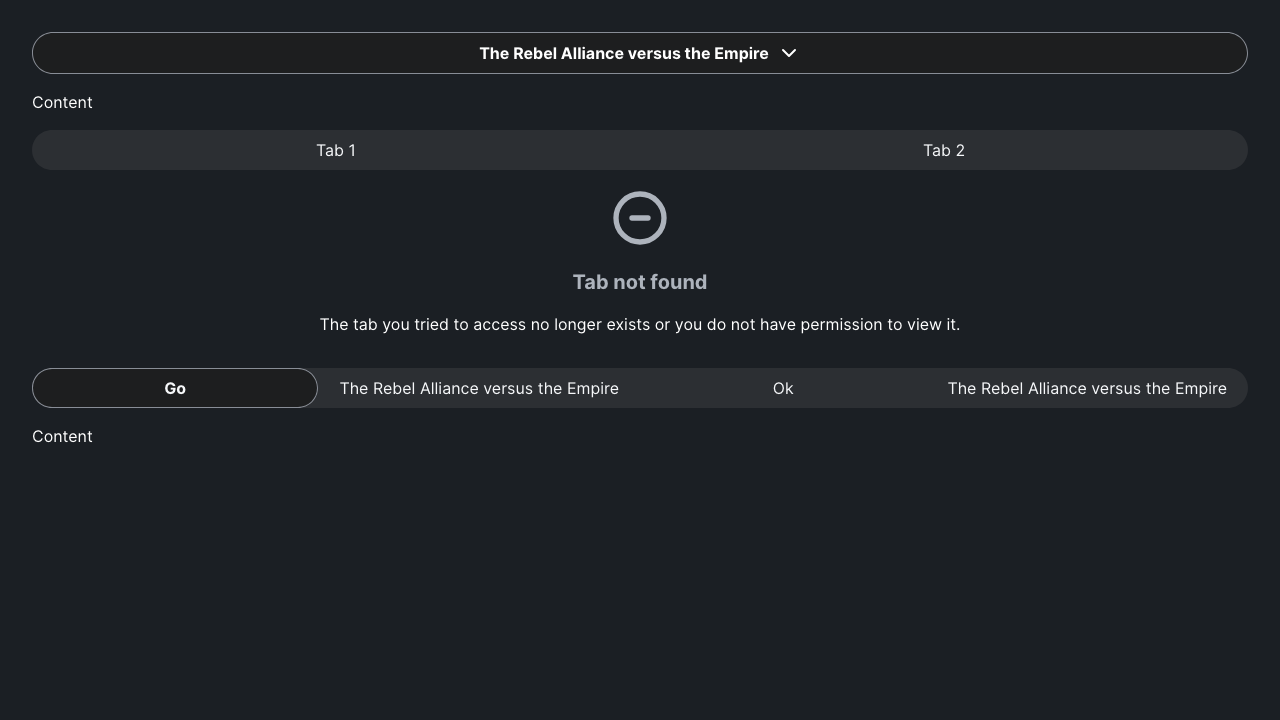 The Rebel Alliance versus the Empire
Content
Tab 1 Tab 2
Tab not found
The tab you tried to access no longer exists or you do not have permission to view it.
Go The Rebel Alliance versus the Empire Ok The Rebel Alliance versus the Empire
Content